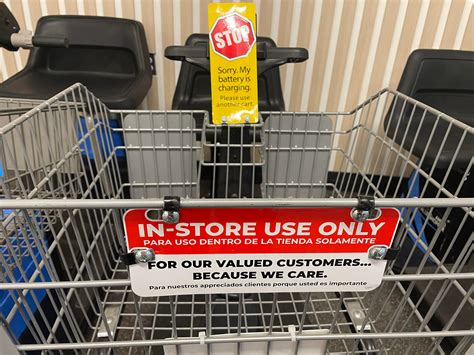 STOP
Sorry. My
battery is
charging.
Please use
another cart.
IN-STORE USE ONLY
PARA USO DENTRO DE LA TIENDA SOLAMENTE
FOR OUR VALUED CUSTOMERS...
BECAUSE WE CARE.
Para nuestros appreciados clientes porque usted es importante